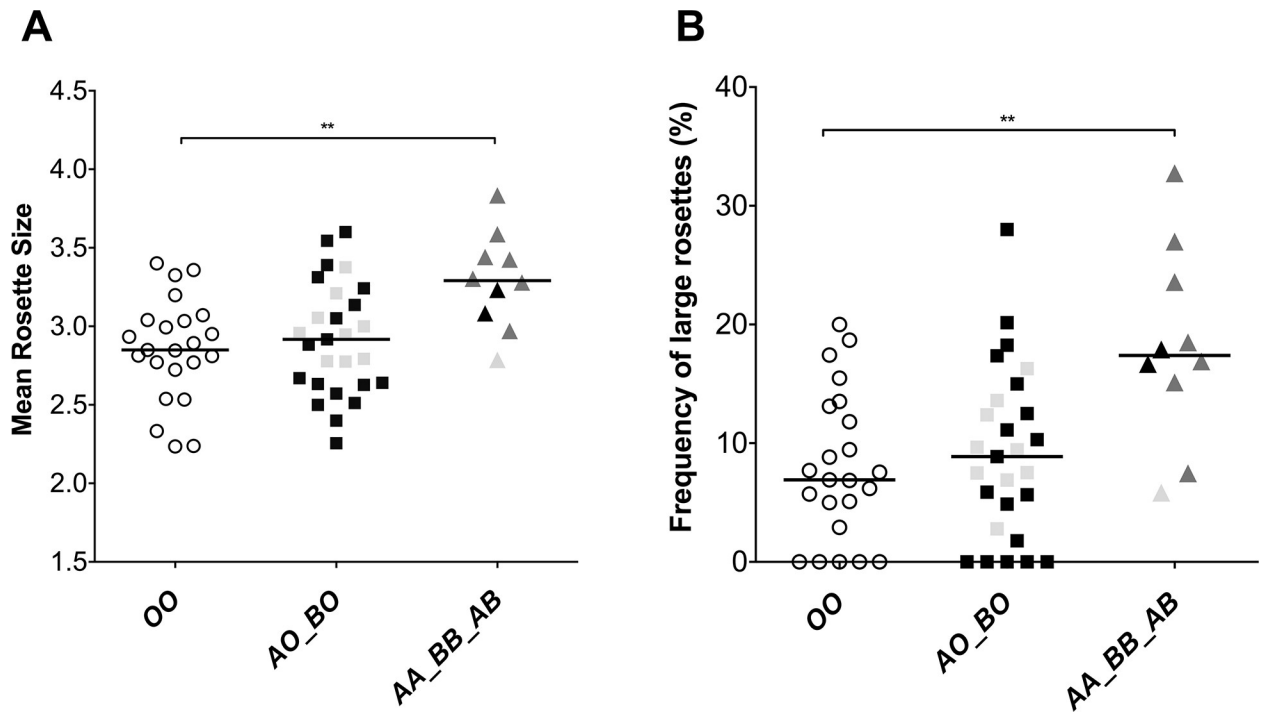 A
Mean Rosette Size
4.5
4.0
3.5
3.0
2.5
2.0
1.5
**
OO
AO_BO
AA_BB_AB
B
Frequency of large rosettes (%)
40
30
20
10
0
**
OO
AO_BO
AA_BB_AB